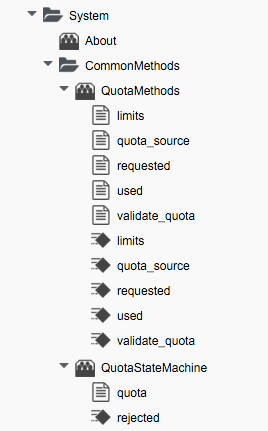 System
About
CommonMethods
QuotaMethods
limits
quota_source
requested
used
validate_quota
limits
quota_source
requested
used
validate_quota
QuotaStateMachine
quota
rejected